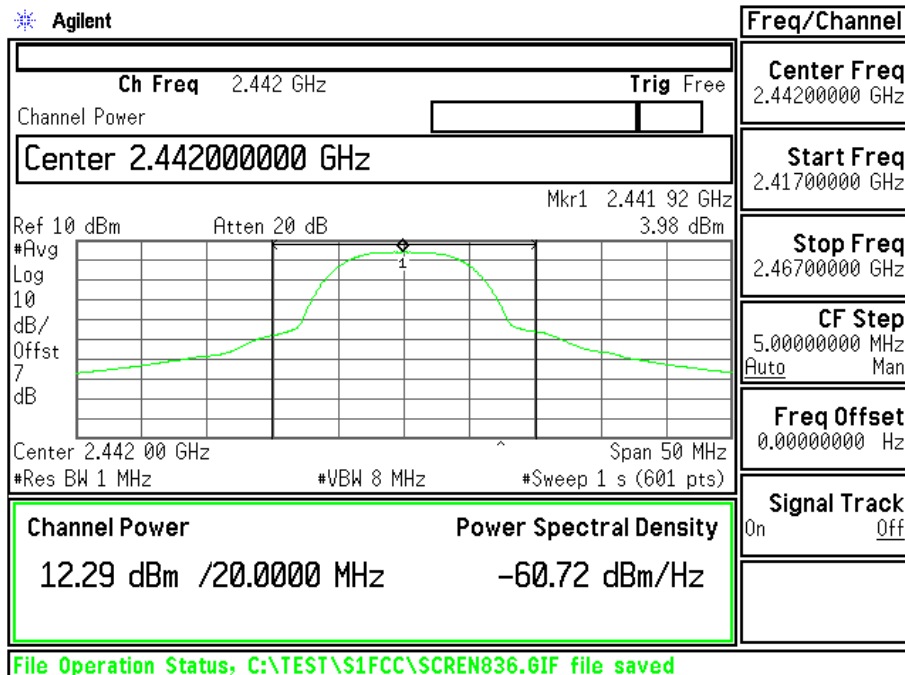 Agilent
Freq/Channel
Ch Freq 2.442 GHz Trig Free
Channel Power
Center 2.442000000 GHz
Mkr1 2.441 92 GHz
Ref 10 dBm Atten 20 dB 3.98 dBm
#Avg
Log
10
dB/
Offst
7
dB
1
Center 2.442 00 GHz Span 50 MHz
#Res BW 1 MHz #VBW 8 MHz #Sweep 1 s (601 pts)
Channel Power Power Spectral Density
12.29 dBm /20.0000 MHz -60.72 dBm/Hz
File Operation Status, C:\TEST\S1FCC\SCREN836.GIF file saved
Center Freq
2.44200000 GHz
Start Freq
2.41700000 GHz
Stop Freq
2.46700000 GHz
CF Step
5.00000000 MHz
Auto Man
Freq Offset
0.00000000 Hz
Signal Track
On Off